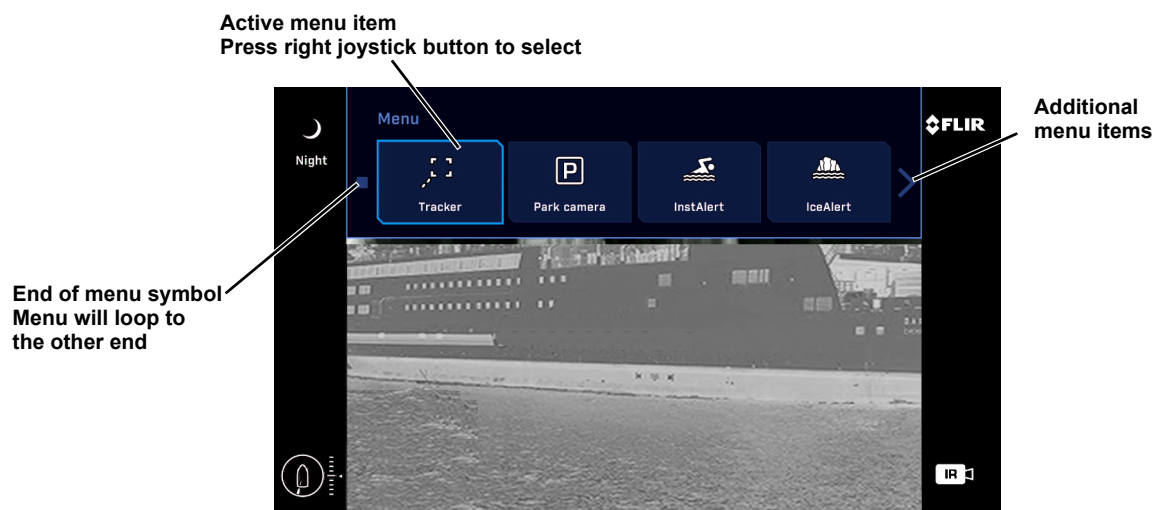 Active menu item
Press right joystick button to select
Additional
menu items
Menu
FLIR
Night
P
Tracker
Park camera
InstAlert
IceAlert
End of menu symbol
Menu will loop to
the other end
IR